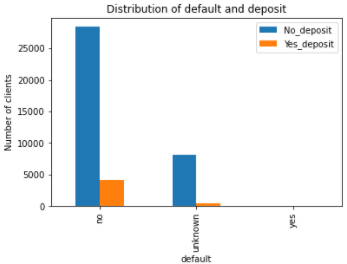 Distribution of default and deposit
No_deposit
Yes_deposit
Number of clients
25000
20000
15000
10000
5000
0
no
unknown
yes
default